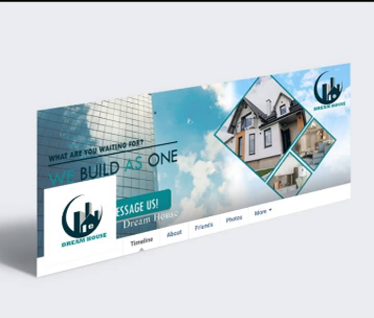 DREAM HOUSE
WHAT ARE YOU WAITING FOR?
WE BUILD AS ONE
ESSAGE US!
Dream House
DREAM HOUSE
Timeline
About
Friends
Photos
More